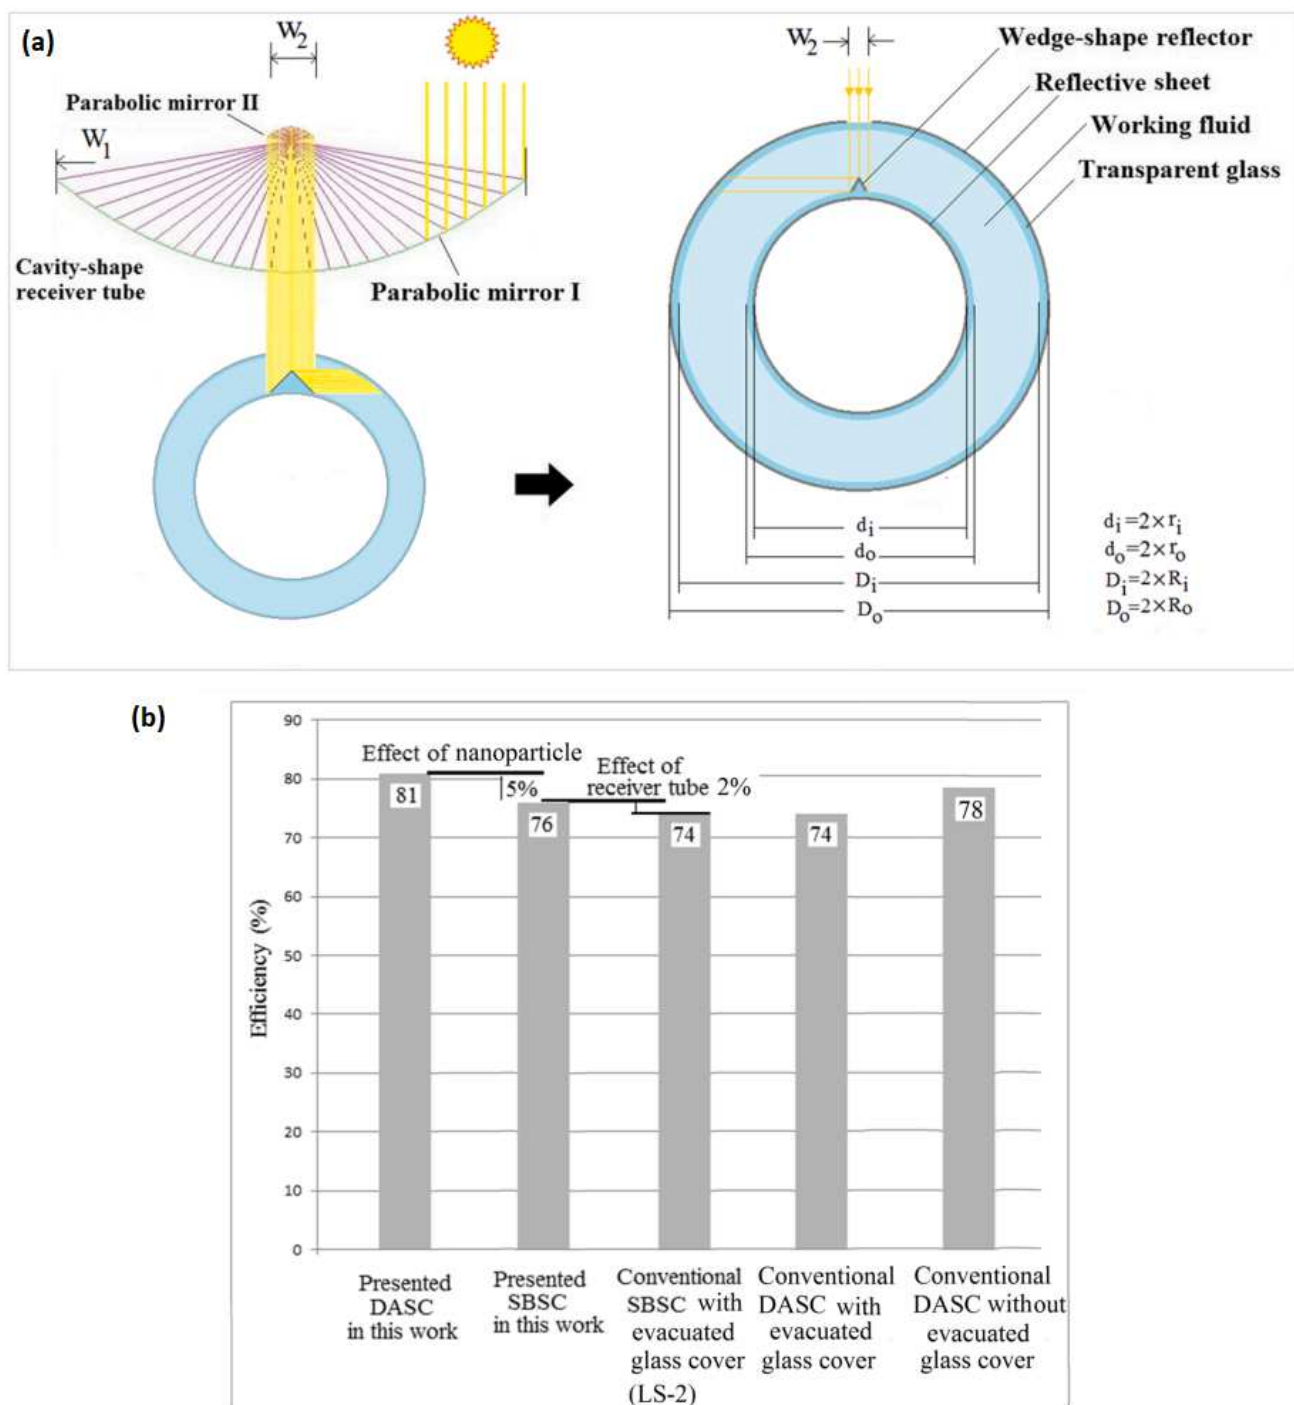 (a)
W2
Parabolic mirror II
W1
Cavity-shape
receiver tube
Parabolic mirror I
W2
Wedge-shape reflector
Reflective sheet
Working fluid
Transparent glass
di
do
Di
Do
di=2×ri
do=2×ro
Di=2×Ri
Do=2×Ro
(b)
90
80
70
60
50
40
30
20
10
0
Efficiency (%)
Effect of nanoparticle
5%
Effect of
receiver tube 2%
81
76
74
74
78
Presented
DASC
in this work
Presented
SBSC
in this work
Conventional
SBSC with
evacuated
glass cover
(LS-2)
Conventional
DASC with
evacuated
glass cover
Conventional
DASC without
evacuated
glass cover